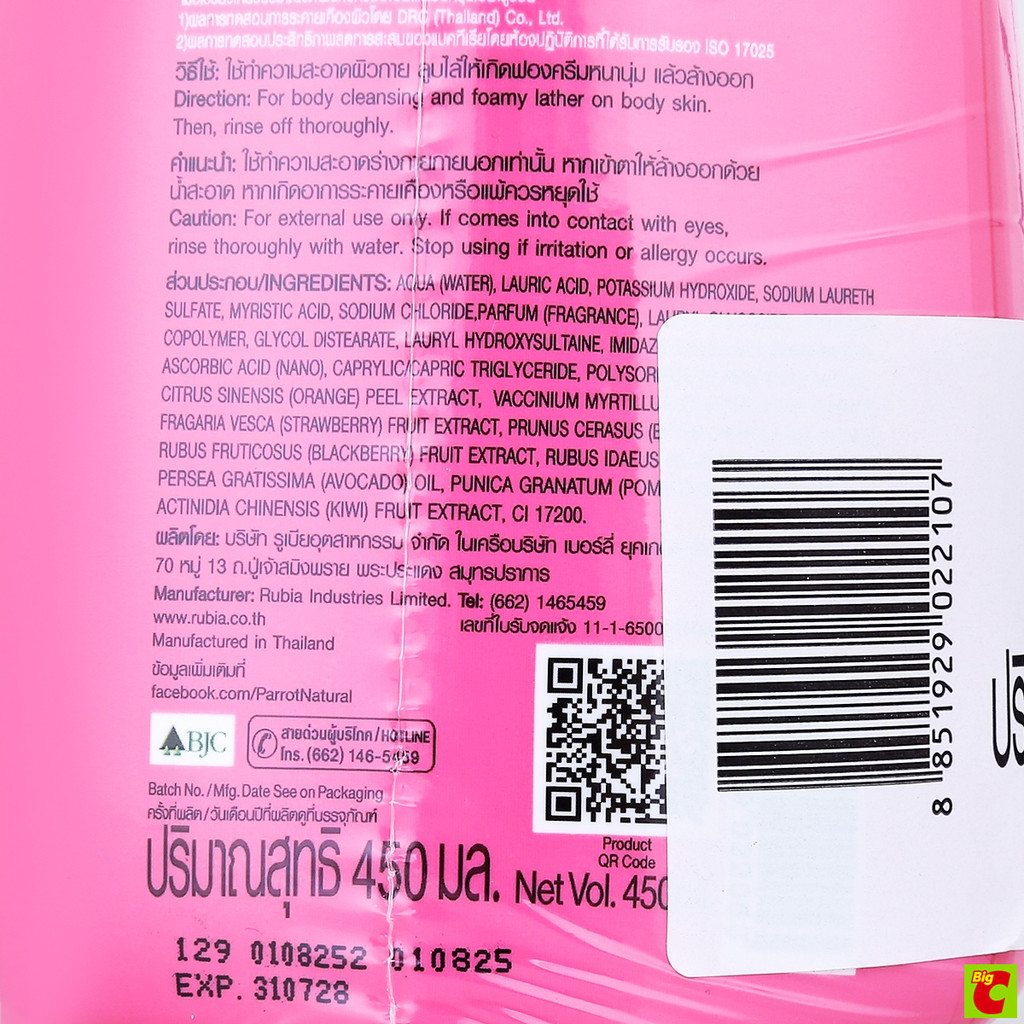 1)ผลการทดสอบการระคายเคืองผิวโดย DRC (Thailand) Co., Ltd.
2)ผลการทดสอบประสิทธิภาพลดการสะสมของแบคทีเรียโดยห้องปฏิบัติการที่ได้รับการรับรอง ISO 17025
วิธีใช้: ใช้ทำความสะอาดผิวกาย ลูบไล้ให้เกิดฟองครีมหนานุ่ม แล้วล้างออก
Direction: For body cleansing and foamy lather on body skin.
Then, rinse off thoroughly.
คำแนะนำ: ใช้ทำความสะอาดร่างกายภายนอกเท่านั้น หากเข้าตาให้ล้างออกด้วย
น้ำสะอาด หากเกิดอาการระคายเคืองหรือแพ้ควรหยุดใช้
Caution: For external use only. If comes into contact with eyes,
rinse thoroughly with water. Stop using if irritation or allergy occurs.
ส่วนประกอบ/INGREDIENTS: AQUA (WATER), LAURIC ACID, POTASSIUM HYDROXIDE, SODIUM LAURETH
SULFATE, MYRISTIC ACID, SODIUM CHLORIDE,PARFUM (FRAGRANCE),
COPOLYMER, GLYCOL DISTEARATE, LAURYL HYDROXYSULTAINE,
ASCORBIC ACID (NANO), CAPRYLIC/CAPRIC TRIGLYCERIDE,
CITRUS SINENSIS (ORANGE) PEEL EXTRACT, VACCINIUM
FRAGARIA VESCA (STRAWBERRY) FRUIT EXTRACT, PRUNUS CERASUS
RUBUS FRUTICOSUS (BLACKBERRY) FRUIT EXTRACT, RUBUS IDAEUS
PERSEA GRATISSIMA (AVOCADO) OIL, PUNICA GRANATUM
ACTINIDIA CHINENSIS (KIWI) FRUIT EXTRACT, CI 17200.
ผลิตโดย: บริษัท รูเบียอุตสาหกรรม จำกัด ในเครือบริษัท เบอร์ลี่
70 หมู่ 13 ถ.ปู่เจ้าสมิงพราย พระประแดง สมุทรปราการ
Manufacturer: Rubia Industries Limited. Tel: (662) 1465459
www.rubia.co.th
เลขที่ใบรับจดแจ้ง 11-1-6500
Manufactured in Thailand
ข้อมูลเพิ่มเติมที่
facebook.com/ParrotNatural
BJC
สายด่วนผู้บริโภค/HOTLINE
โทร. (662) 146-5459
Batch No./Mfg. Date See on Packaging
ครั้งที่ผลิต/วันเดือนปีที่ผลิตดูที่บรรจุภัณฑ์
Product
QR Code
ปริมาณสุทธิ 450 มล. Net Vol. 450
129 0108252 010825
EXP. 310728
8 851929 022107
Big C